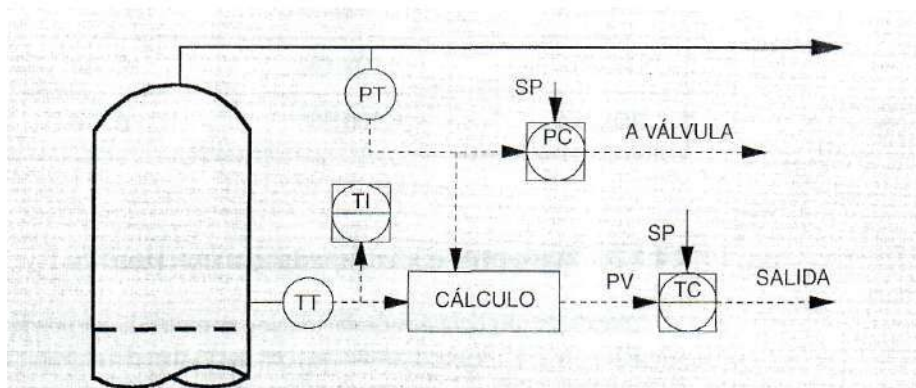 PT
SP
PC
A VÁLVULA
TI
SP
TT
CÁLCULO
PV
TC
SALIDA